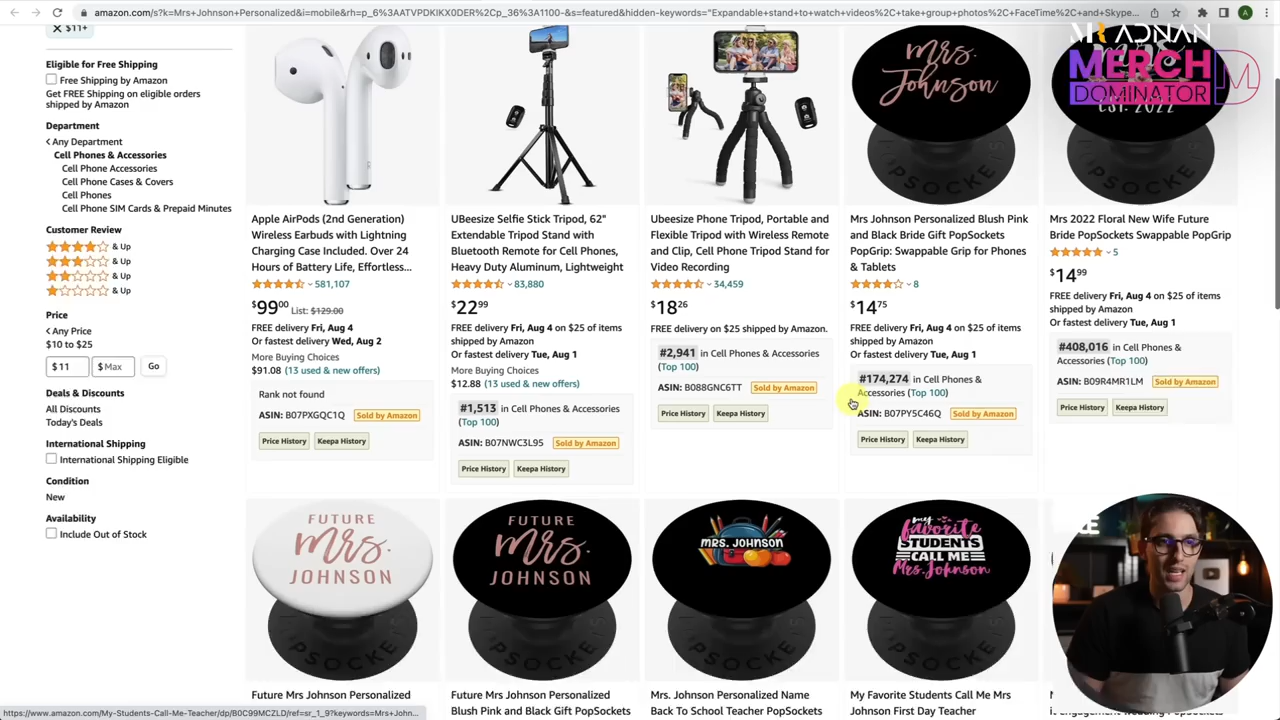 amazon.com/s?k=Mrs+Johnson+Personalized&i=mobile&rh=p_6%3AATVPDKIKX0DER%2Cp_36%3A1100-&s=featured&hidden-keywords="Expandable+stand+to+watch+videos%2C+take+group+photos%2C+FaceTime+and+Skype...
A
MR ADNAN
MERCH
DOMINATOR
M
✕ $11+
Eligible for Free Shipping
Free Shipping by Amazon
Get FREE Shipping on eligible orders
shipped by Amazon
Department
Any Department
Cell Phones & Accessories
Cell Phone Accessories
Cell Phone Cases & Covers
Cell Phones
Cell Phone SIM Cards & Prepaid Minutes
Customer Review
& Up
& Up
& Up
& Up
Price
Any Price
$10 to $25
$11
$ Max
Go
Deals & Discounts
All Discounts
Today's Deals
International Shipping
International Shipping Eligible
Condition
New
Availability
Include Out of Stock
Apple AirPods (2nd Generation)
Wireless Earbuds with Lightning
Charging Case Included. Over 24
Hours of Battery Life, Effortless...
581,107
$99 00 List: $129.00
FREE delivery Fri, Aug 4
Or fastest delivery Wed, Aug 2
More Buying Choices
$91.08 (13 used & new offers)
Rank not found
ASIN: B07PXGQC1Q Sold by Amazon
Price History Keepa History
UBeesize Selfie Stick Tripod, 62"
Extendable Tripod Stand with
Bluetooth Remote for Cell Phones,
Heavy Duty Aluminum, Lightweight
83,880
$22 99
FREE delivery Fri, Aug 4 on $25 of items
shipped by Amazon
Or fastest delivery Tue, Aug 1
More Buying Choices
$12.88 (13 used & new offers)
#1,513 in Cell Phones & Accessories
(Top 100)
ASIN: B07NWC3L95 Sold by Amazon
Price History Keepa History
Ubeesize Phone Tripod, Portable and
Flexible Tripod with Wireless Remote
and Clip, Cell Phone Tripod Stand for
Video Recording
34,459
$18 26
FREE delivery on $25 shipped by Amazon.
#2,941 in Cell Phones & Accessories
(Top 100)
ASIN: B088GNC6TT Sold by Amazon
Price History Keepa History
Mrs.
Johnson
POPSOCKE
Mrs Johnson Personalized Blush Pink
and Black Bride Gift PopSockets
PopGrip: Swappable Grip for Phones
& Tablets
8
$14 75
FREE delivery Fri, Aug 4 on $25 of items
shipped by Amazon
Or fastest delivery Tue, Aug 1
#174,274 in Cell Phones &
Accessories (Top 100)
ASIN: B07PY5C46Q Sold by Amazon
Price History Keepa History
EST. 2022
POPSOCKE
Mrs 2022 Floral New Wife Future
Bride PopSockets Swappable PopGrip
5
$14 99
FREE delivery Fri, Aug 4 on $25 of items
shipped by Amazon
Or fastest delivery Tue, Aug 1
#408,016 in Cell Phones &
Accessories (Top 100)
ASIN: B09R4MR1LM Sold by Amazon
Price History Keepa History
FUTURE
Mrs.
JOHNSON
POPSOCKE
Future Mrs Johnson Personalized
FUTURE
Mrs.
JOHNSON
POPSOCKE
Future Mrs Johnson Personalized
Blush Pink and Black Gift PopSockets
MRS. JOHNSON
POPSOCKE
Mrs. Johnson Personalized Name
Back To School Teacher PopSockets
my
favorite
STUDENTS
CALL ME
Mrs.Johnson
POPSOCKE
My Favorite Students Call Me Mrs
Johnson First Day Teacher
https://www.amazon.com/My-Students-Call-Me-Teacher/dp/B0C99MCZLD/ref=sr_1_9?keywords=Mrs+John...